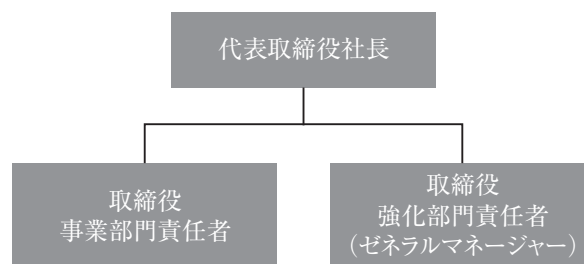 代表取締役社長
取締役
事業部門責任者
取締役
強化部門責任者
（ゼネラルマネージャー）